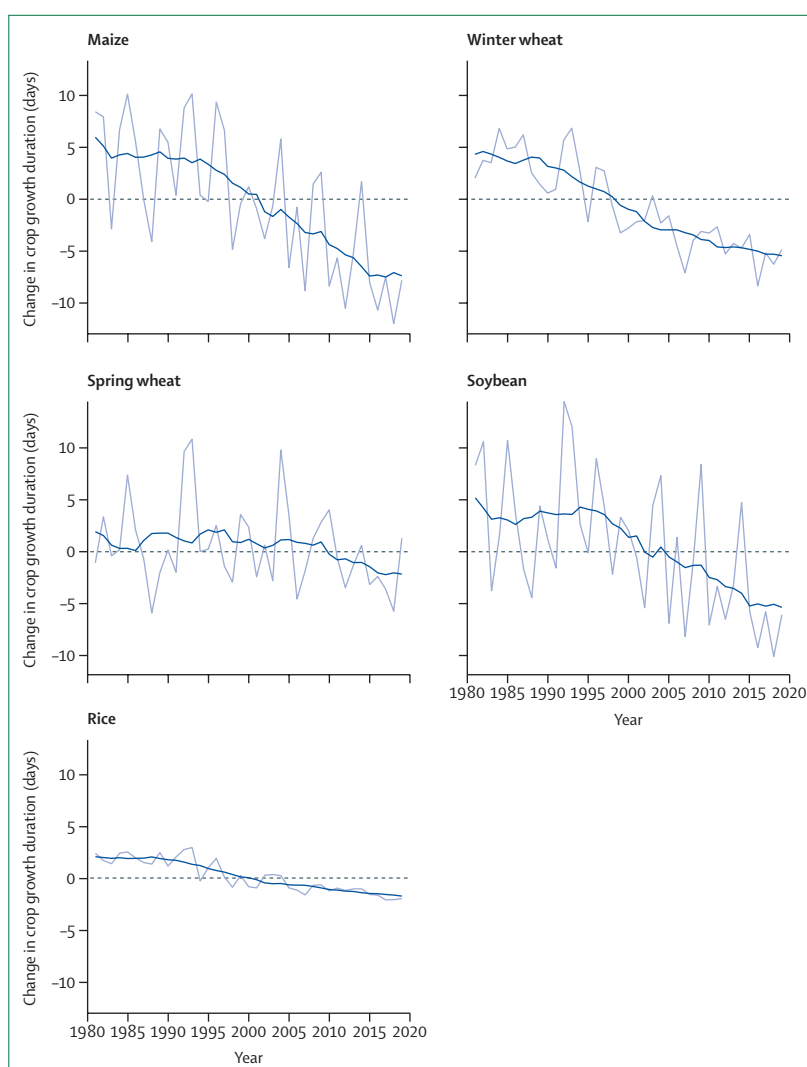 Maize
Winter wheat
Change in crop growth duration (days)
10
5
0
−5
−10
Spring wheat
Soybean
Change in crop growth duration (days)
10
5
0
−5
−10
1980 1985 1990 1995 2000 2005 2010 2015 2020
Year
Rice
Change in crop growth duration (days)
10
5
0
−5
−10
1980 1985 1990 1995 2000 2005 2010 2015 2020
Year